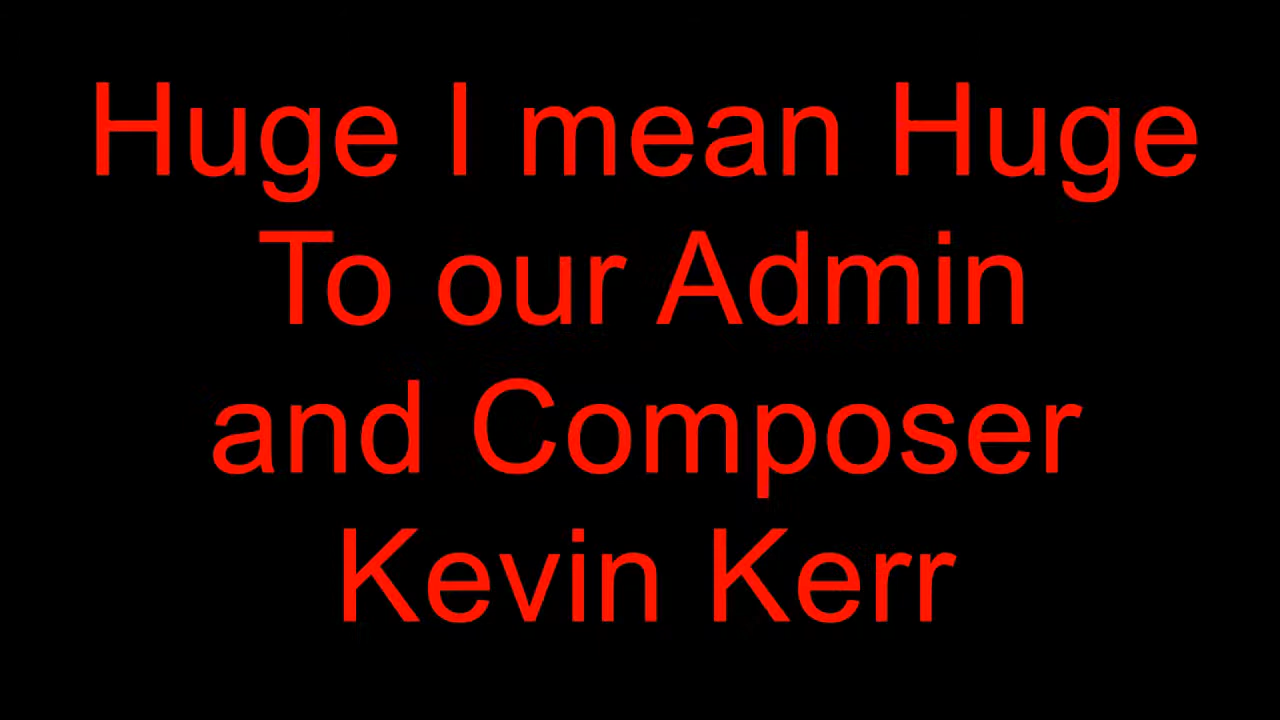 Huge I mean Huge
To our Admin
and Composer
Kevin Kerr